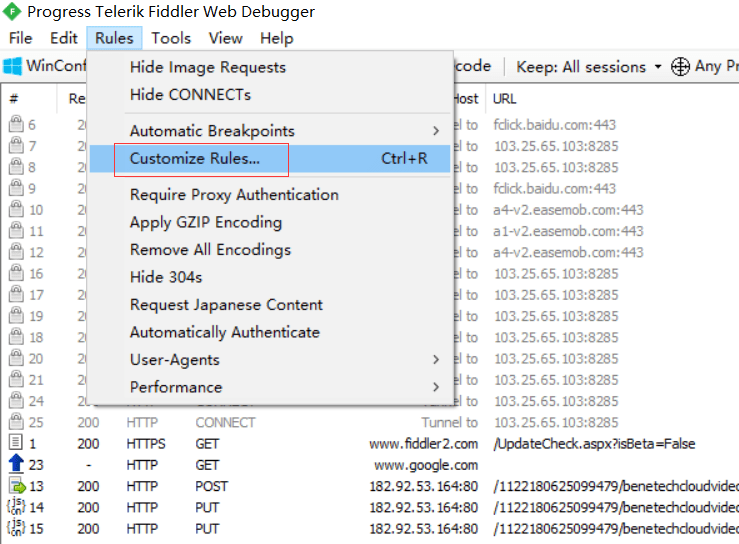 Progress Telerik Fiddler Web Debugger
File Edit Rules Tools View Help
WinConf code Keep: All sessions Any Pr
Hide Image Requests
Hide CONNECTs
Automatic Breakpoints
Customize Rules... Ctrl+R
Require Proxy Authentication
Apply GZIP Encoding
Remove All Encodings
Hide 304s
Request Japanese Content
Automatically Authenticate
User-Agents
Performance
# Re Host URL
6 20 el to fclick.baidu.com:443
7 20 el to 103.25.65.103:8285
8 20 el to 103.25.65.103:8285
9 20 el to fclick.baidu.com:443
10 20 el to a4-v2.easemob.com:443
11 20 el to a1-v2.easemob.com:443
12 20 el to a4-v2.easemob.com:443
16 20 el to 103.25.65.103:8285
17 20 el to 103.25.65.103:8285
19 20 el to 103.25.65.103:8285
18 20 el to 103.25.65.103:8285
20 20 el to 103.25.65.103:8285
21 20 el to 103.25.65.103:8285
24 el to 103.25.65.103:8285
25 200 HTTP CONNECT Tunnel to 103.25.65.103:8285
1 200 HTTPS GET www.fiddler2.com /UpdateCheck.aspx?isBeta=False
23 - HTTP GET www.google.com
13 200 HTTP POST 182.92.53.164:80 /1122180625099479/benetechcloudvideo
14 200 HTTP PUT 182.92.53.164:80 /1122180625099479/benetechcloudvideo
15 200 HTTP PUT 182.92.53.164:80 /1122180625099479/benetechcloudvideo